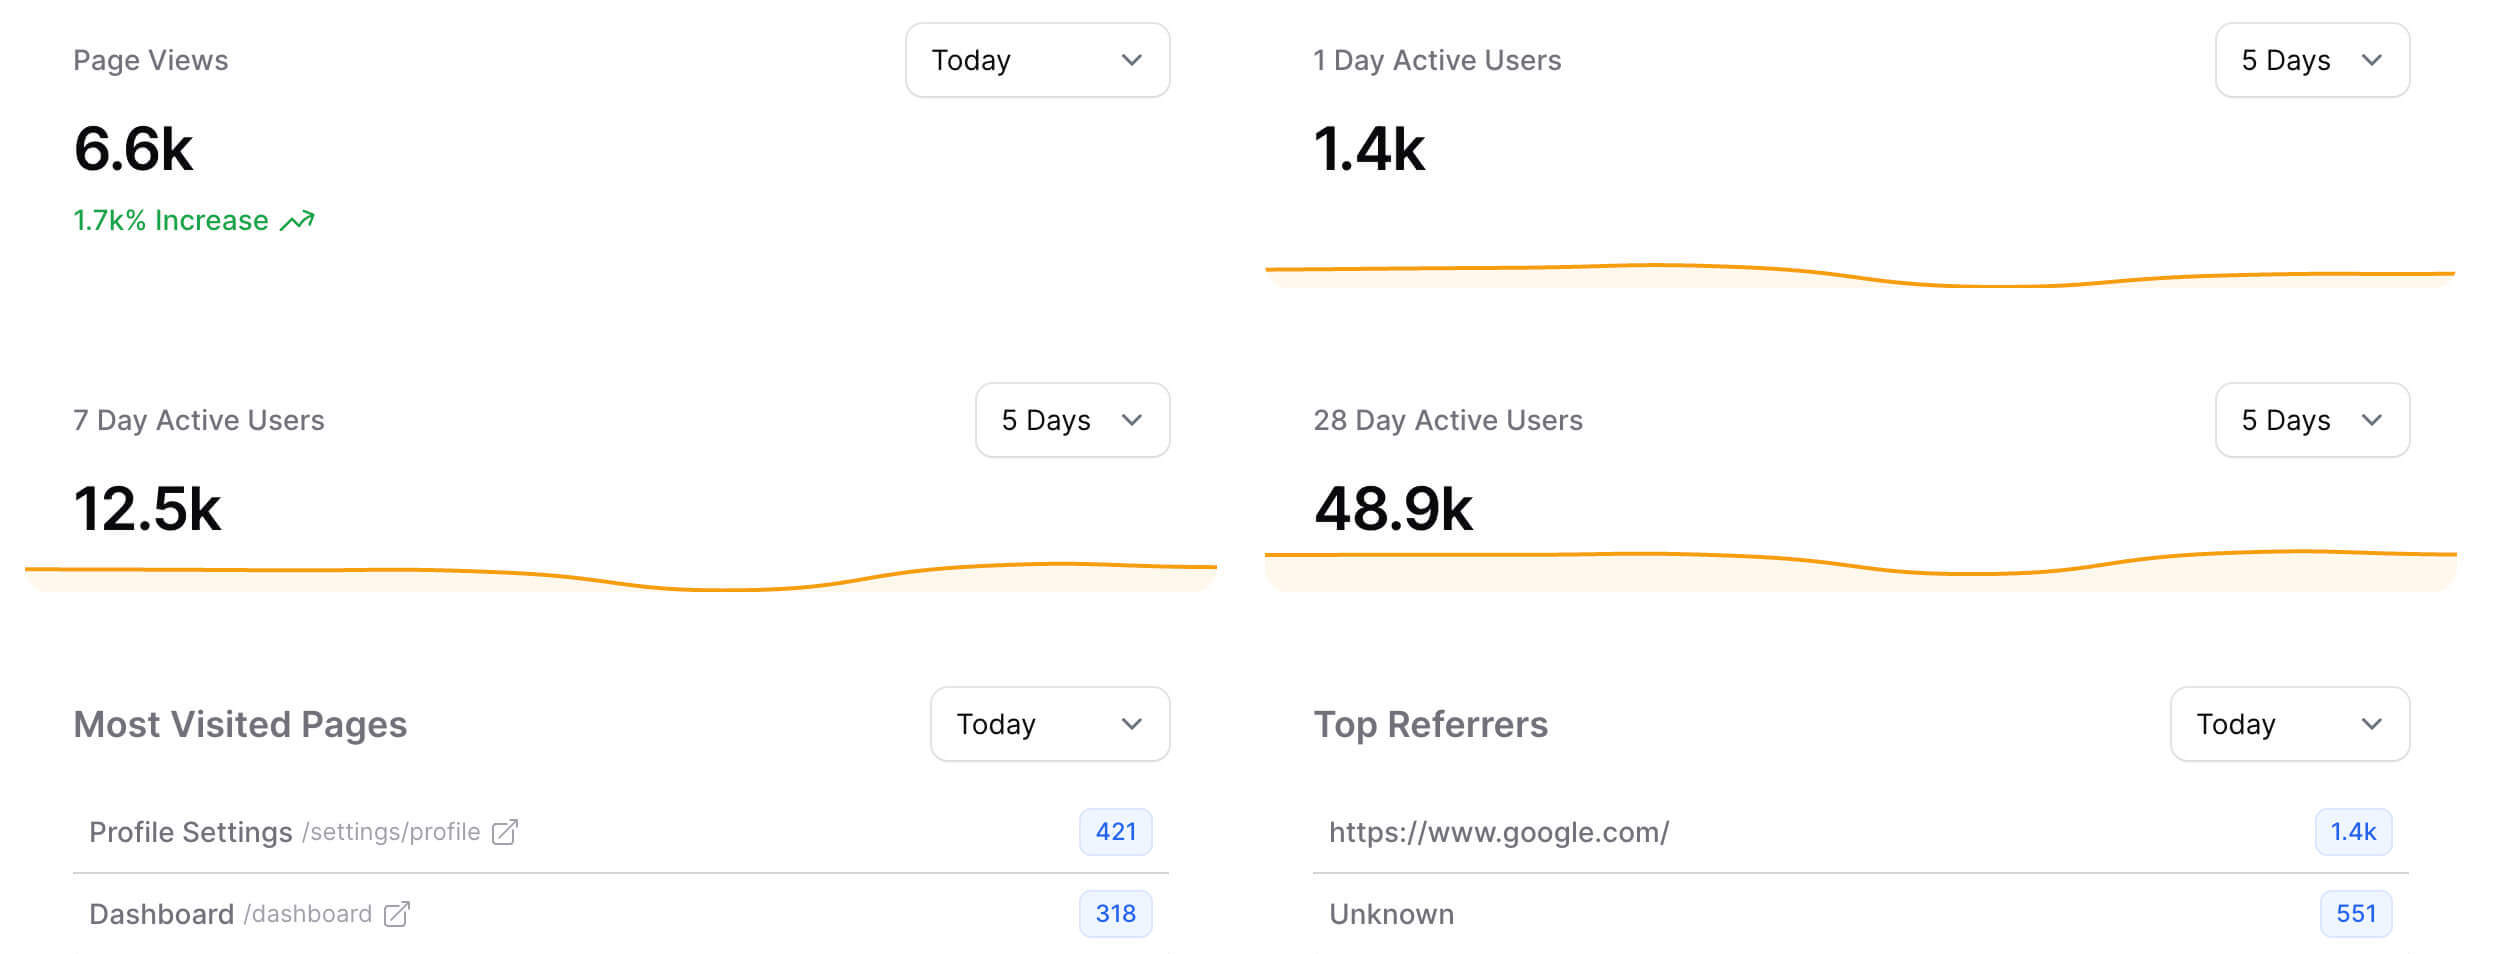 Page Views
Today
6.6k
1.7k% Increase
1 Day Active Users
5 Days
1.4k
7 Day Active Users
5 Days
12.5k
28 Day Active Users
5 Days
48.9k
Most Visited Pages
Today
Profile Settings /settings/profile 421
Dashboard /dashboard 318
Top Referrers
Today
https://www.google.com/ 1.4k
Unknown 551